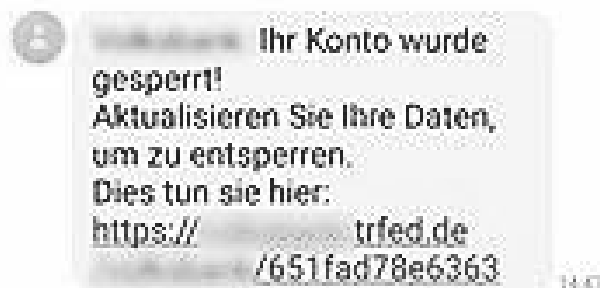 Ihr Konto wurde
gesperrt!
Aktualisieren Sie Ihre Daten,
um zu entsperren.
Dies tun sie hier:
https:// trfed.de
/651fad78e6363